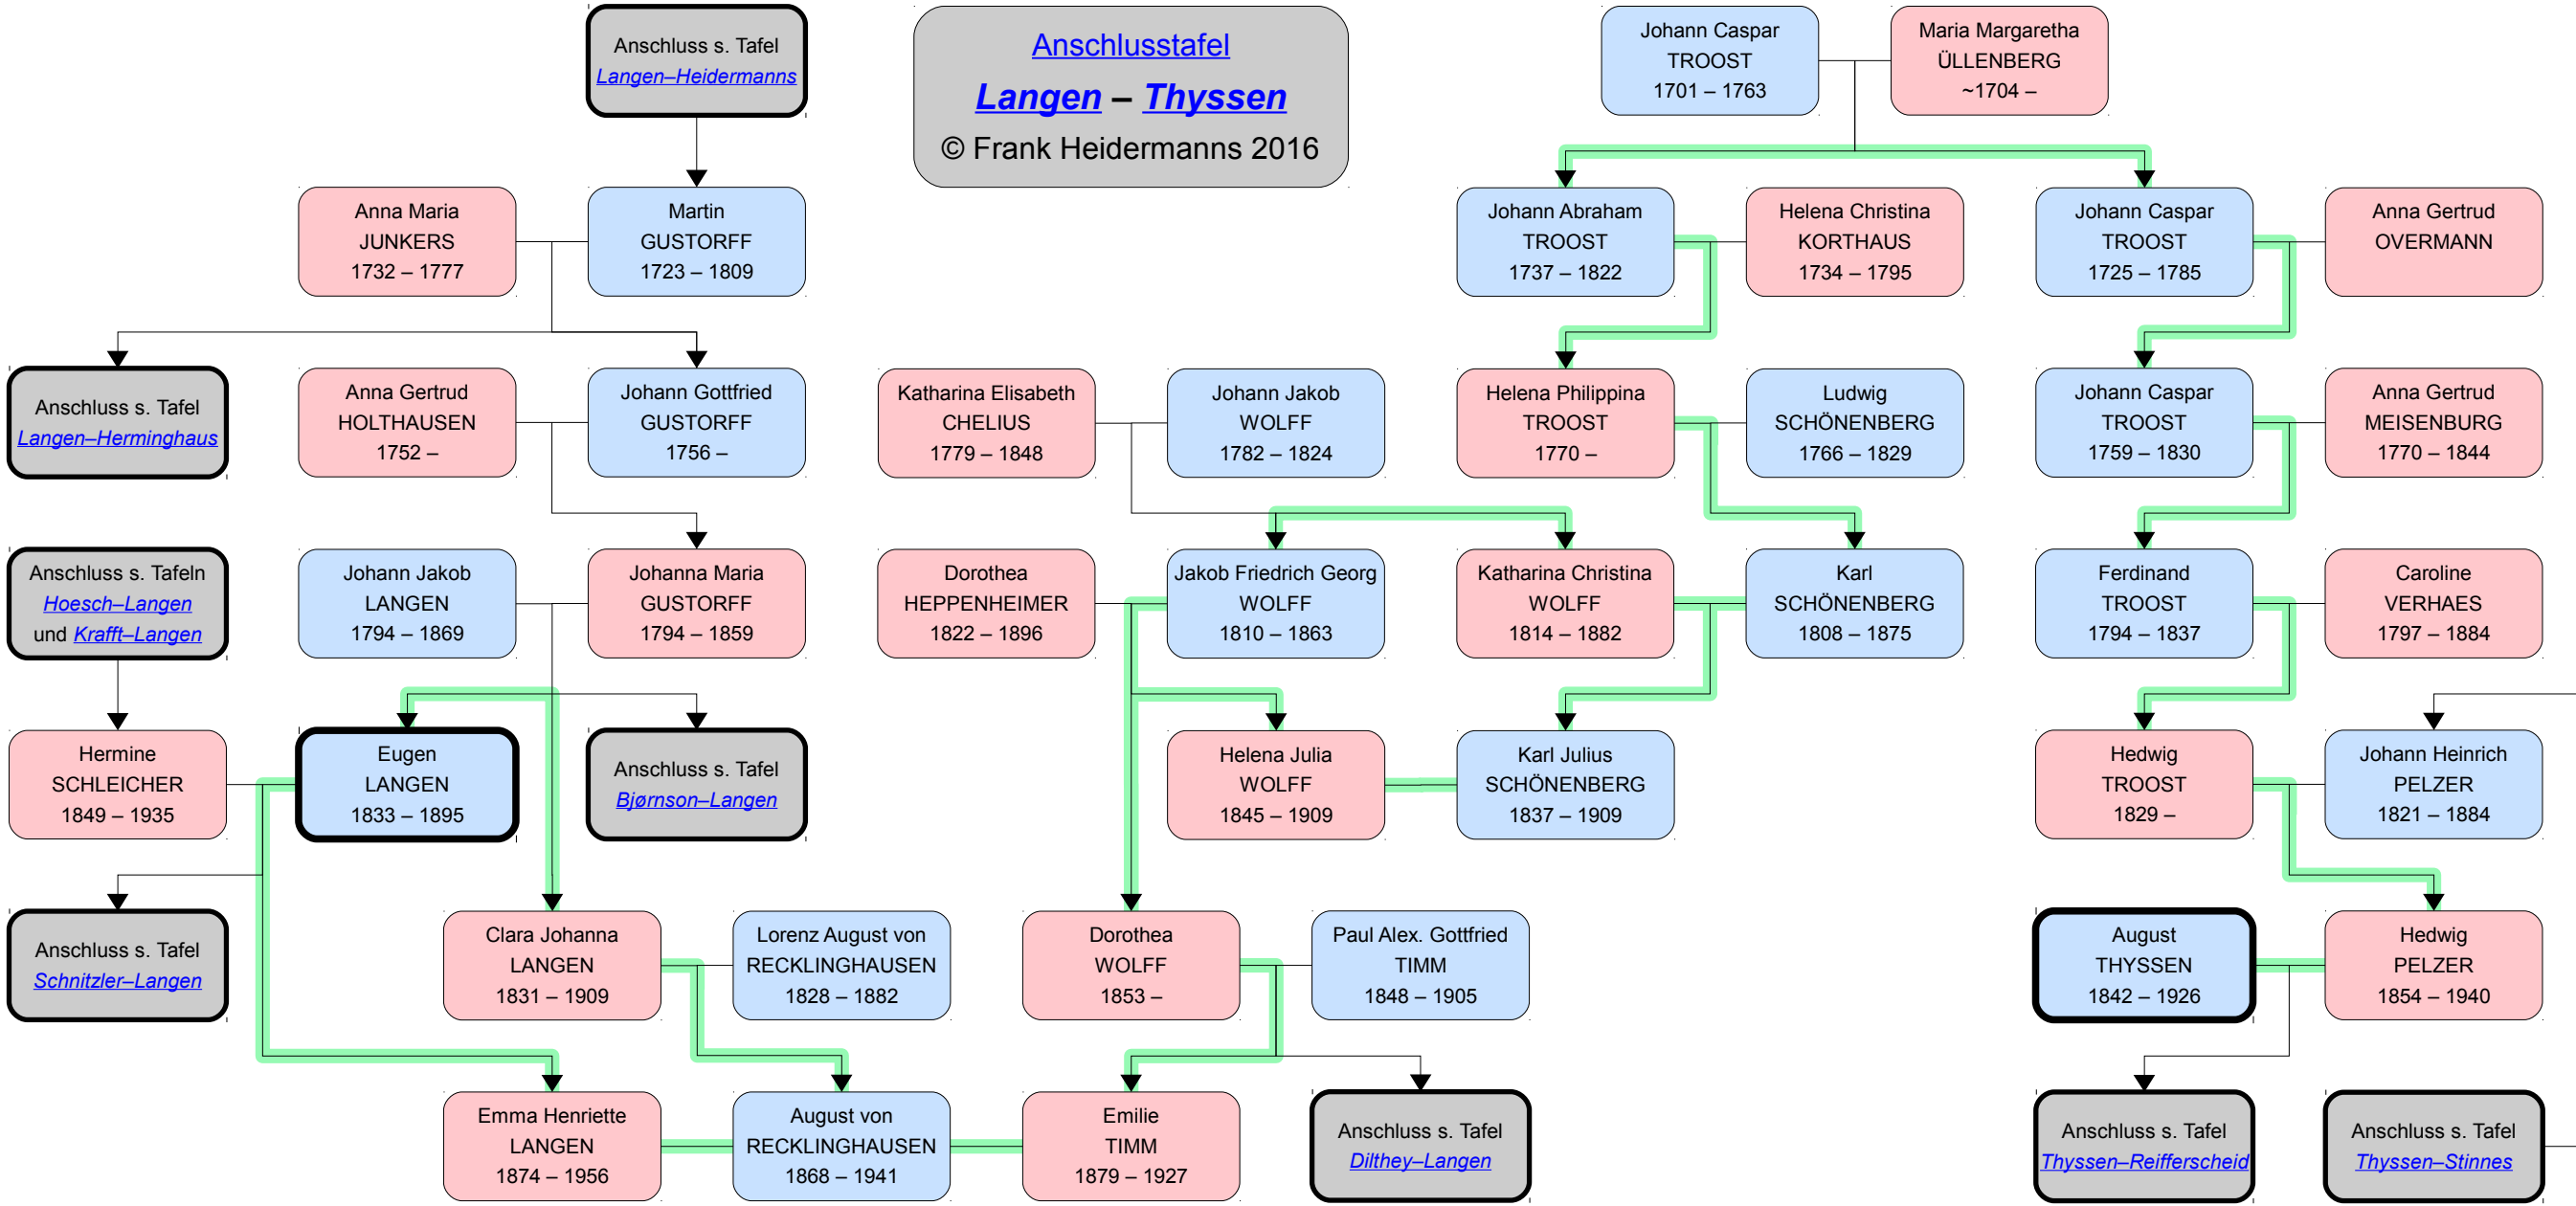 Anschluss s. Tafel
Langen–Heidermanns
Anschlusstafel
Langen – Thyssen
© Frank Heidermanns 2016
Johann Caspar
TROOST
1701 – 1763
Maria Margaretha
ÜLLENBERG
~1704 –
Anna Maria
JUNKERS
1732 – 1777
Martin
GUSTORFF
1723 – 1809
Johann Abraham
TROOST
1737 – 1822
Helena Christina
KORTHAUS
1734 – 1795
Johann Caspar
TROOST
1725 – 1785
Anna Gertrud
OVERMANN
Anschluss s. Tafel
Langen–Herminghaus
Anna Gertrud
HOLTHAUSEN
1752 –
Johann Gottfried
GUSTORFF
1756 –
Katharina Elisabeth
CHELIUS
1779 – 1848
Johann Jakob
WOLFF
1782 – 1824
Helena Philippina
TROOST
1770 –
Ludwig
SCHÖNENBERG
1766 – 1829
Johann Caspar
TROOST
1759 – 1830
Anna Gertrud
MEISENBURG
1770 – 1844
Anschluss s. Tafeln
Hoesch–Langen
und Krafft–Langen
Johann Jakob
LANGEN
1794 – 1869
Johanna Maria
GUSTORFF
1794 – 1859
Dorothea
HEPPENHEIMER
1822 – 1896
Jakob Friedrich Georg
WOLFF
1810 – 1863
Katharina Christina
WOLFF
1814 – 1882
Karl
SCHÖNENBERG
1808 – 1875
Ferdinand
TROOST
1794 – 1837
Caroline
VERHAES
1797 – 1884
Hermine
SCHLEICHER
1849 – 1935
Eugen
LANGEN
1833 – 1895
Anschluss s. Tafel
Bjørnson–Langen
Helena Julia
WOLFF
1845 – 1909
Karl Julius
SCHÖNENBERG
1837 – 1909
Hedwig
TROOST
1829 –
Johann Heinrich
PELZER
1821 – 1884
Anschluss s. Tafel
Schnitzler–Langen
Clara Johanna
LANGEN
1831 – 1909
Lorenz August von
RECKLINGHAUSEN
1828 – 1882
Dorothea
WOLFF
1853 –
Paul Alex. Gottfried
TIMM
1848 – 1905
August
THYSSEN
1842 – 1926
Hedwig
PELZER
1854 – 1940
Emma Henriette
LANGEN
1874 – 1956
August von
RECKLINGHAUSEN
1868 – 1941
Emilie
TIMM
1879 – 1927
Anschluss s. Tafel
Dilthey–Langen
Anschluss s. Tafel
Thyssen–Reifferscheid
Anschluss s. Tafel
Thyssen–Stinnes